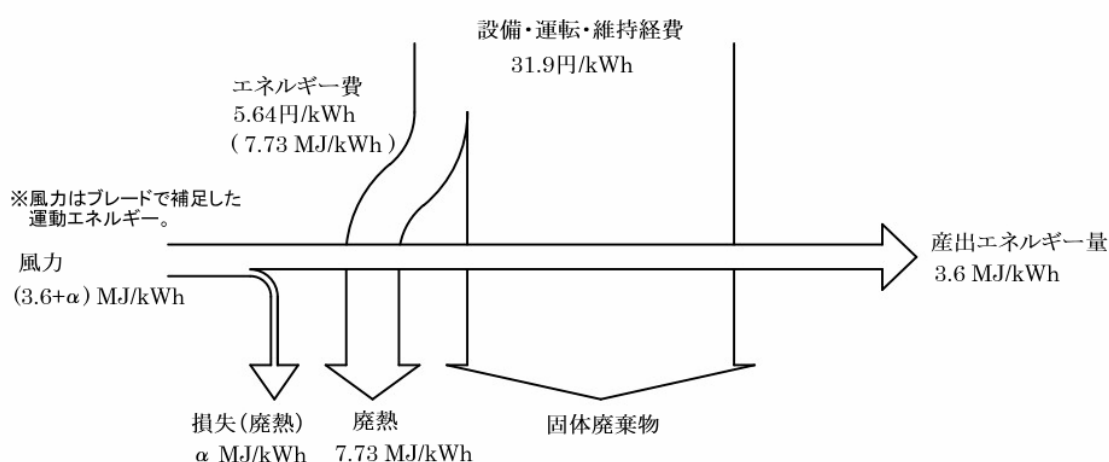 設備・運転・維持経費
31.9円/kWh
エネルギー費
5.64円/kWh
( 7.73 MJ/kWh )
※風力はブレードで補足した
運動エネルギー。
風力
(3.6+α) MJ/kWh
産出エネルギー量
3.6 MJ/kWh
損失(廃熱)
α MJ/kWh
廃熱
7.73 MJ/kWh
固体廃棄物